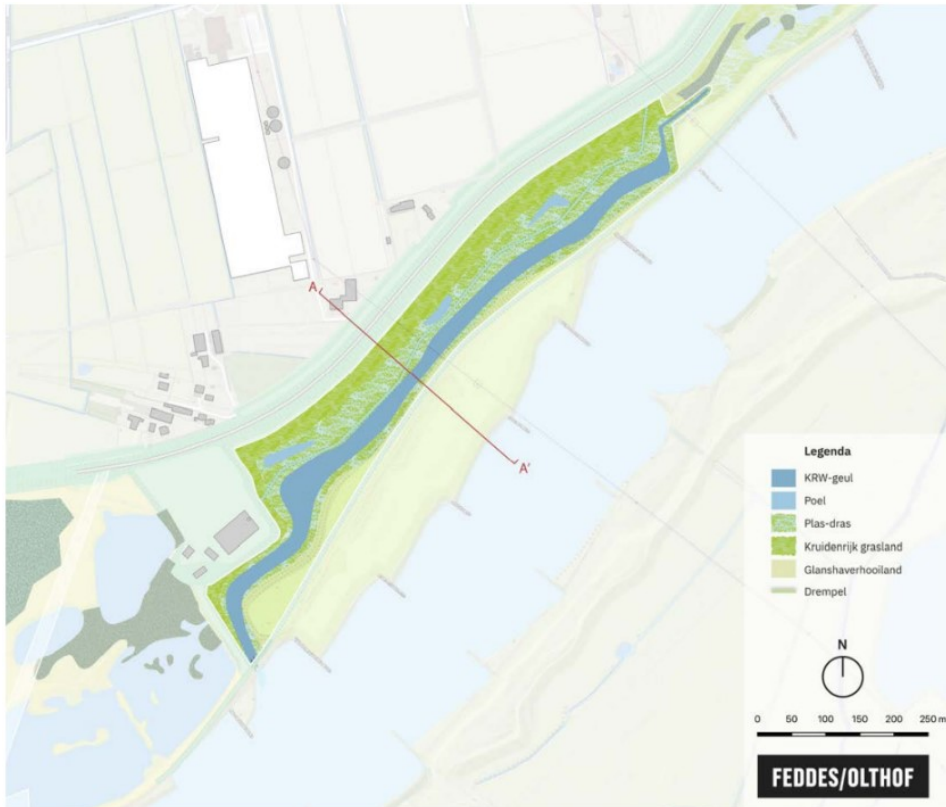 A
A'
Legenda
KRW-geul
Poel
Plas-dras
Kruidenrijk grasland
Glanshaverhooiland
Drempel
N
0 50 100 150 200 250 m
FEDDES/OLTHOF